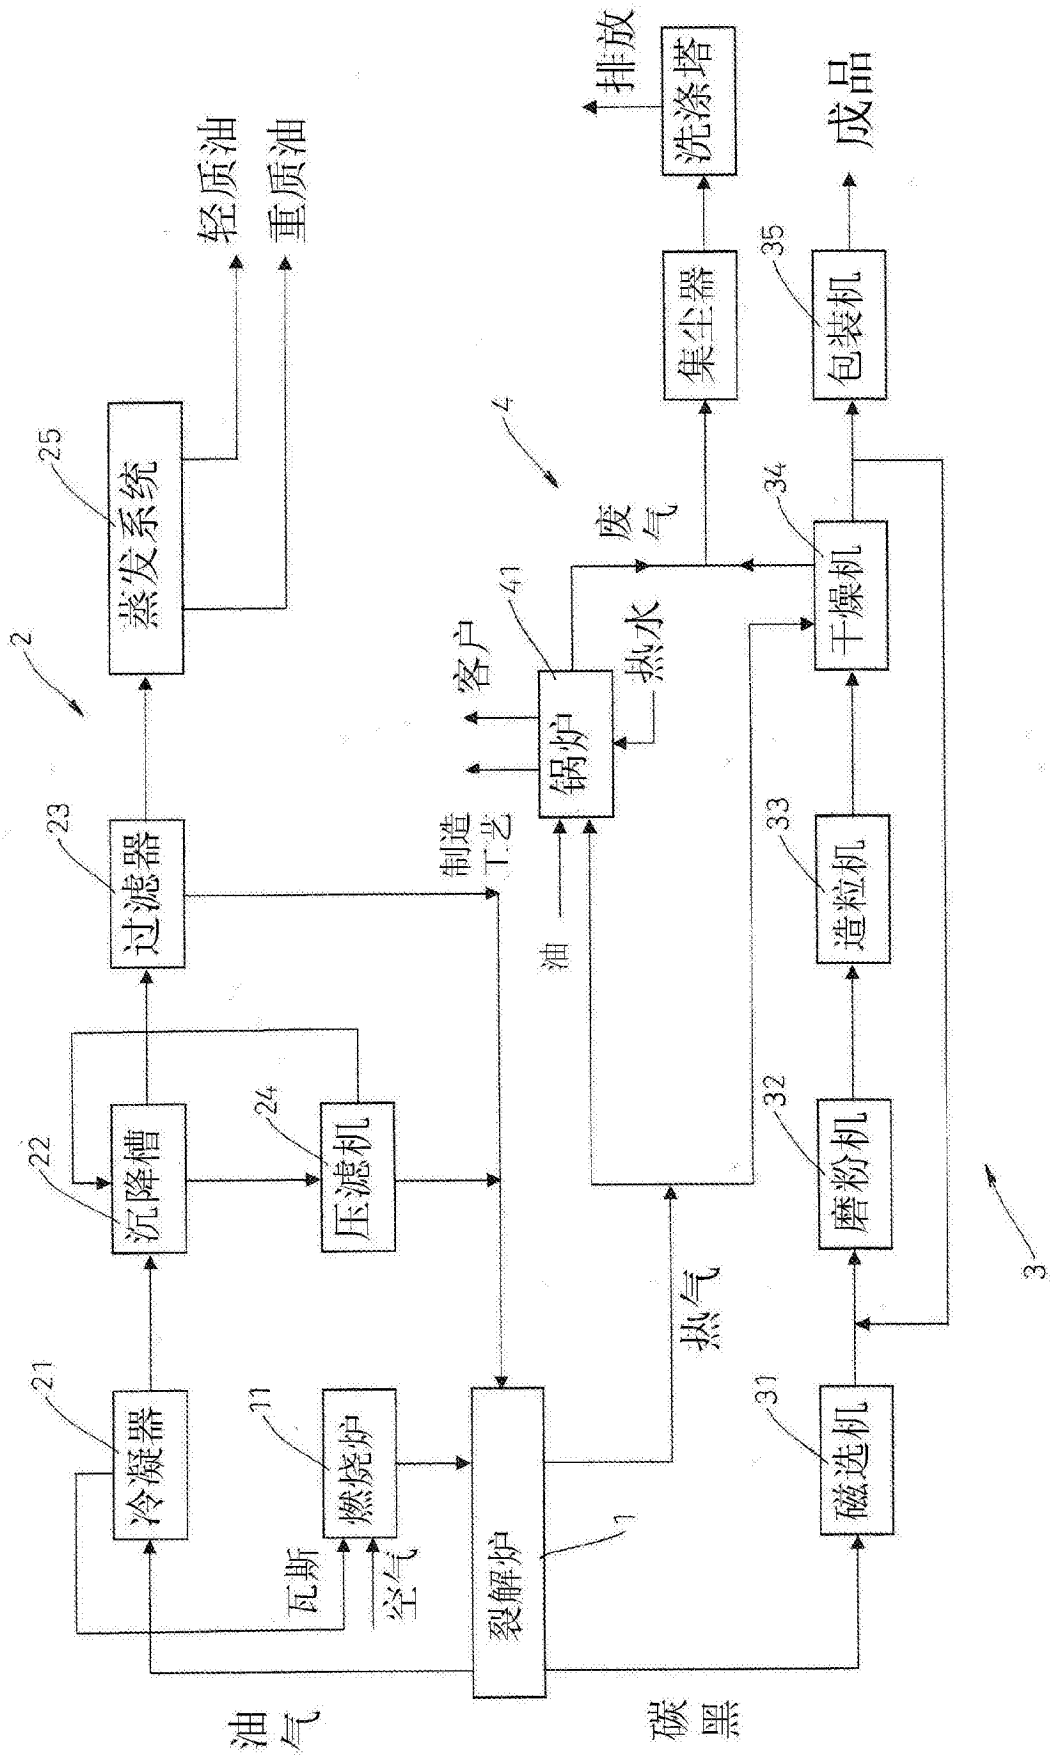 油气
瓦斯
空气
冷凝器
21
燃烧炉
11
裂解炉
1
碳黑
热气
磁选机
31
沉降槽
22
压滤机
24
过滤器
23
蒸发系统
25
2
轻质油
重质油
磨粉机
32
造粒机
33
干燥机
34
包装机
35
成品
3
油
锅炉
41
制造工艺
客户
热水
废气
4
集尘器
洗涤塔
排放